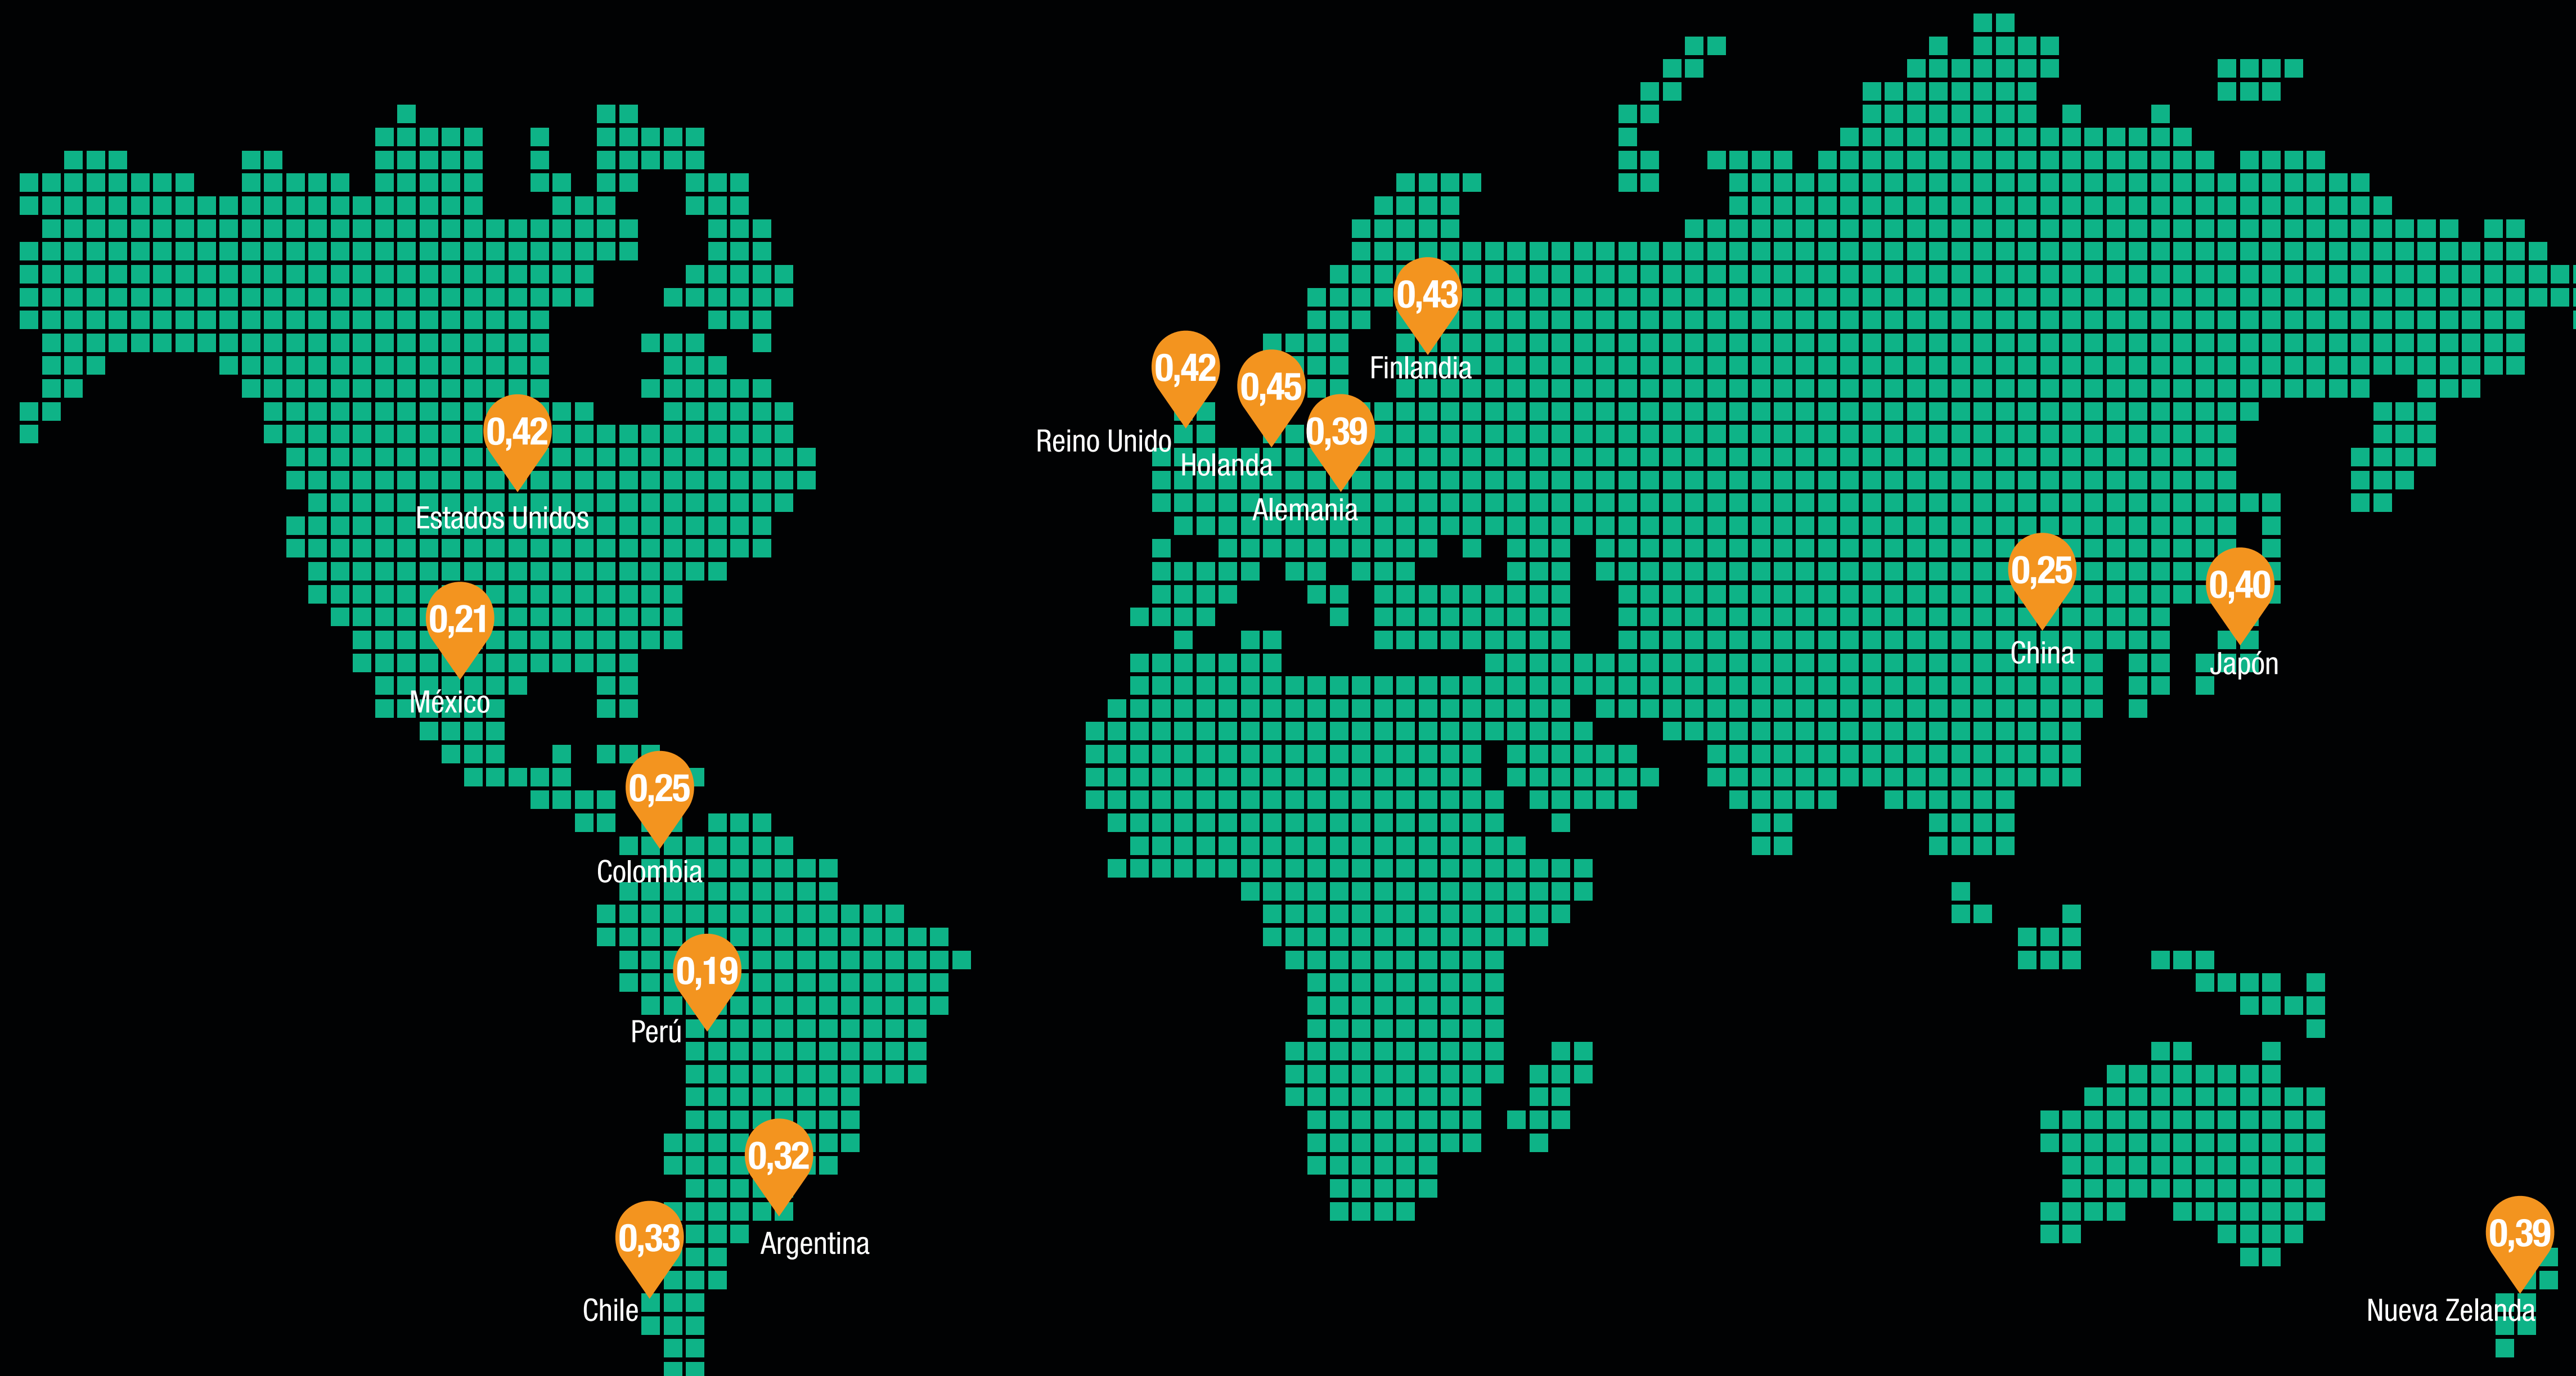 0,43
Finlandia
0,42
Reino Unido
0,45
Holanda
0,39
Alemania
0,42
Estados Unidos
0,25
China
0,40
Japón
0,21
México
0,25
Colombia
0,19
Perú
0,32
Argentina
0,33
Chile
0,39
Nueva Zelanda